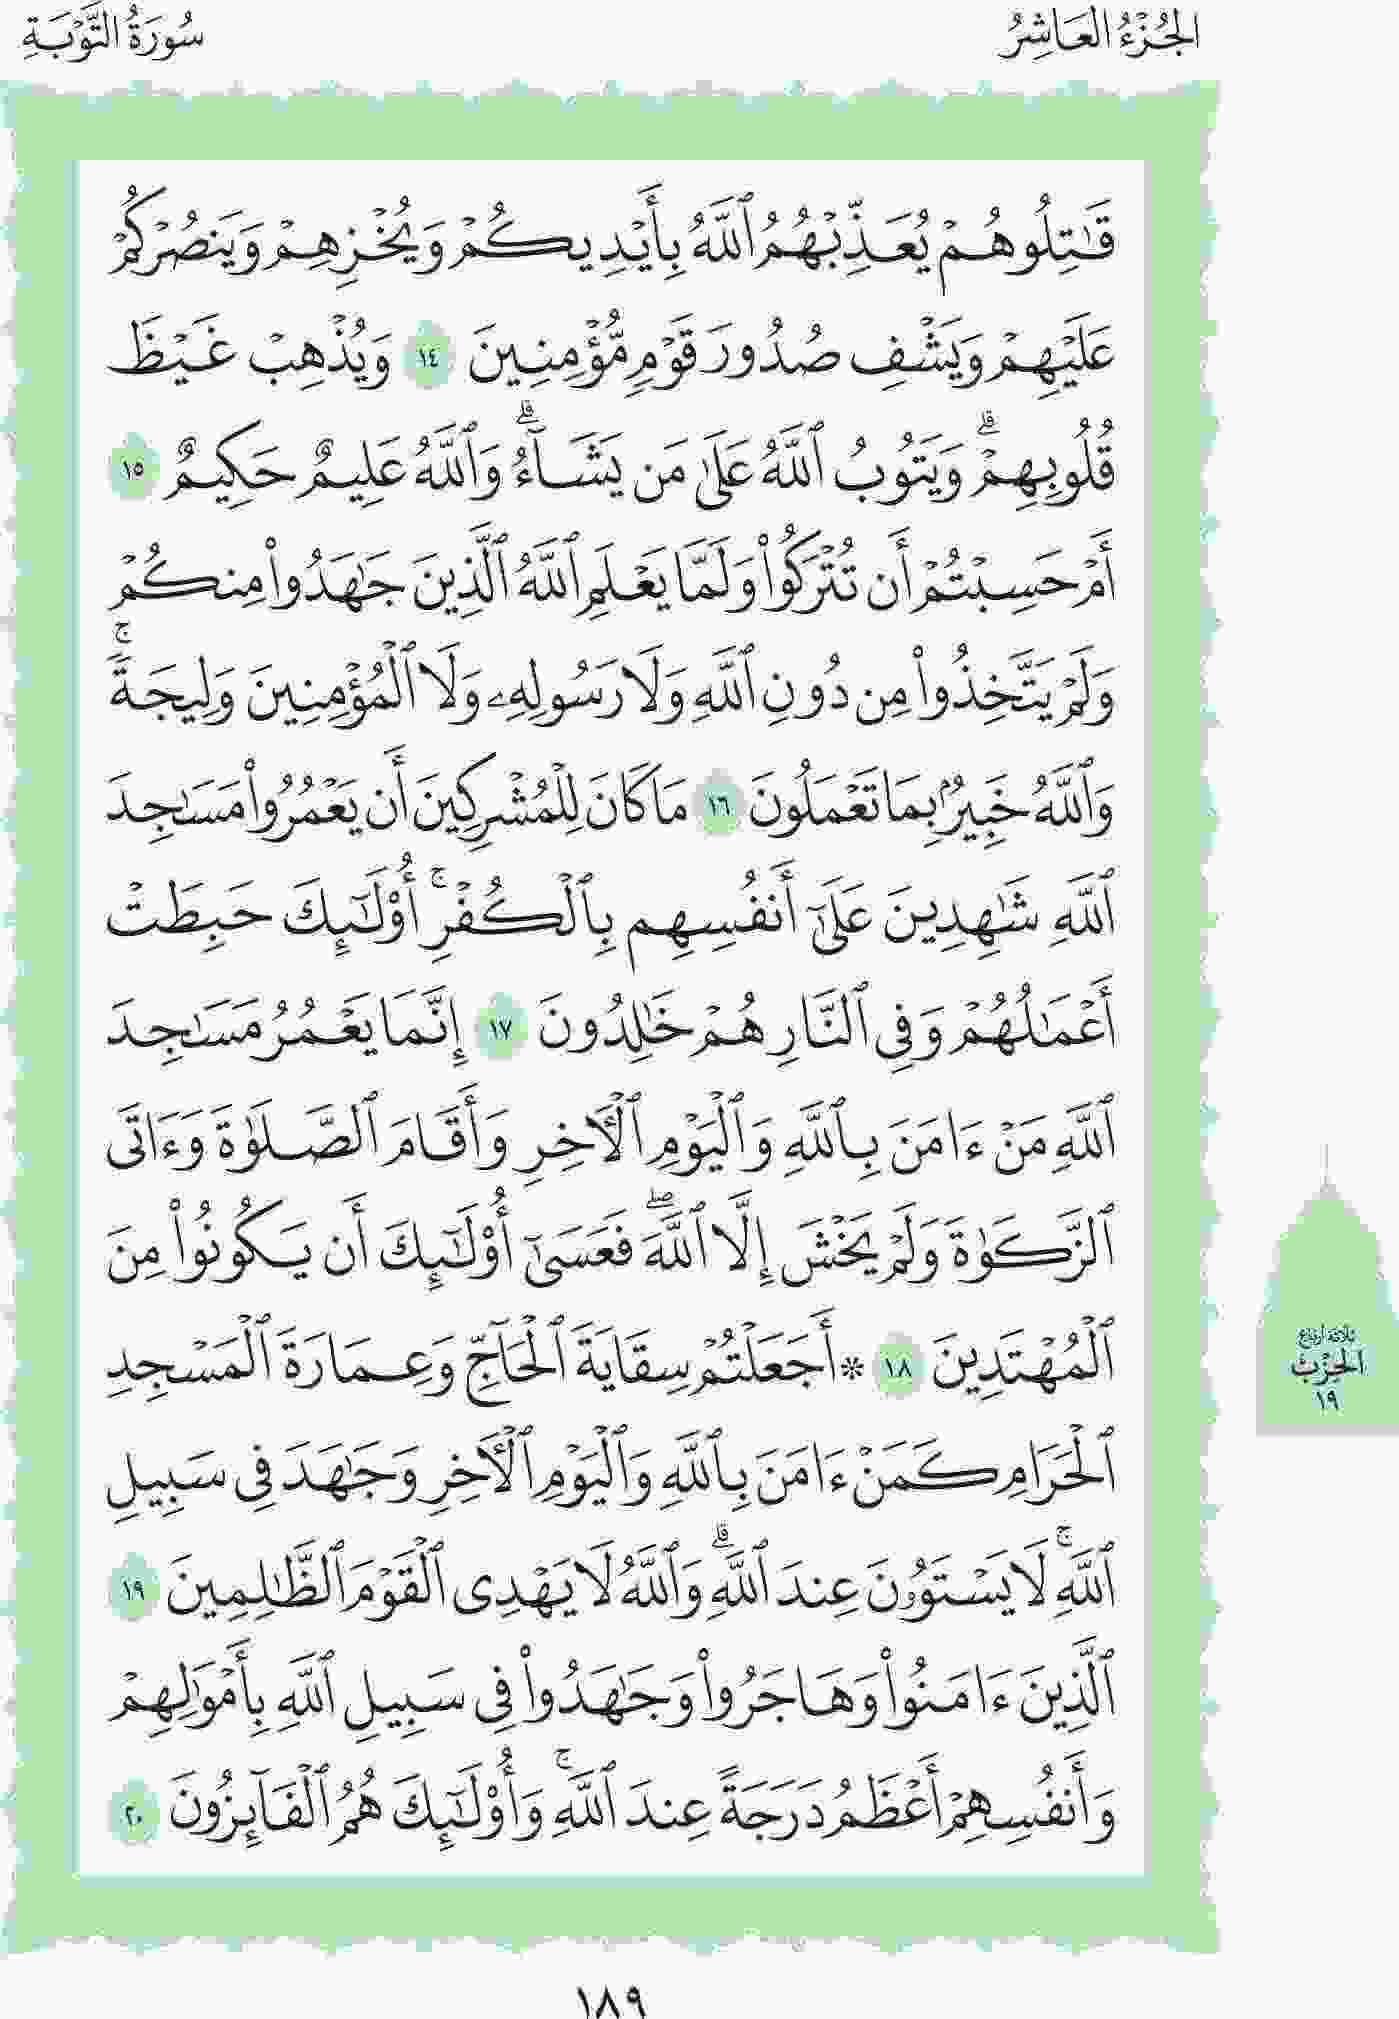 الجُزْءُ العَاشِرُ
سُورَةُ التَّوْبَةِ
قَٰتِلُوهُمْ يُعَذِّبْهُمُ ٱللَّهُ بِأَيْدِيكُمْ وَيُخْزِهِمْ وَيَنصُرْكُمْ
عَلَيْهِمْ وَيَشْفِ صُدُورَ قَوْمٍ مُّؤْمِنِينَ ١٤ وَيُذْهِبْ غَيْظَ
قُلُوبِهِمْۗ وَيَتُوبُ ٱللَّهُ عَلَىٰ مَن يَشَآءُۗ وَٱللَّهُ عَلِيمٌ حَكِيمٌ ١٥
أَمْ حَسِبْتُمْ أَن تُتْرَكُوا۟ وَلَمَّا يَعْلَمِ ٱللَّهُ ٱلَّذِينَ جَٰهَدُوا۟ مِنكُمْ
وَلَمْ يَتَّخِذُوا۟ مِن دُونِ ٱللَّهِ وَلَا رَسُولِهِۦ وَلَا ٱلْمُؤْمِنِينَ وَلِيجَةًۚ
وَٱللَّهُ خَبِيرٌۢ بِمَا تَعْمَلُونَ ١٦ مَا كَانَ لِلْمُشْرِكِينَ أَن يَعْمُرُوا۟ مَسَٰجِدَ
ٱللَّهِ شَٰهِدِينَ عَلَىٰٓ أَنفُسِهِم بِٱلْكُفْرِۚ أُو۟لَٰٓئِكَ حَبِطَتْ
أَعْمَٰلُهُمْ وَفِى ٱلنَّارِ هُمْ خَٰلِدُونَ ١٧ إِنَّمَا يَعْمُرُ مَسَٰجِدَ
ٱللَّهِ مَنْ ءَامَنَ بِٱللَّهِ وَٱلْيَوْمِ ٱلْءَاخِرِ وَأَقَامَ ٱلصَّلَوٰةَ وَءَاتَى
ٱلزَّكَوٰةَ وَلَمْ يَخْشَ إِلَّا ٱللَّهَۖ فَعَسَىٰٓ أُو۟لَٰٓئِكَ أَن يَكُونُوا۟ مِنَ
ٱلْمُهْتَدِينَ ١٨ ۞ أَجَعَلْتُمْ سِقَايَةَ ٱلْحَآجِّ وَعِمَارَةَ ٱلْمَسْجِدِ
ٱلْحَرَامِ كَمَنْ ءَامَنَ بِٱللَّهِ وَٱلْيَوْمِ ٱلْءَاخِرِ وَجَٰهَدَ فِى سَبِيلِ
ٱللَّهِۚ لَا يَسْتَوُۥنَ عِندَ ٱللَّهِۗ وَٱللَّهُ لَا يَهْدِى ٱلْقَوْمَ ٱلظَّٰلِمِينَ ١٩
ٱلَّذِينَ ءَامَنُوا۟ وَهَاجَرُوا۟ وَجَٰهَدُوا۟ فِى سَبِيلِ ٱللَّهِ بِأَمْوَٰلِهِمْ
وَأَنفُسِهِمْ أَعْظَمُ دَرَجَةً عِندَ ٱللَّهِۚ وَأُو۟لَٰٓئِكَ هُمُ ٱلْفَآئِزُونَ ٢٠
ثلاثة أرباع
الحِزْبُ
١٩
١٨٩